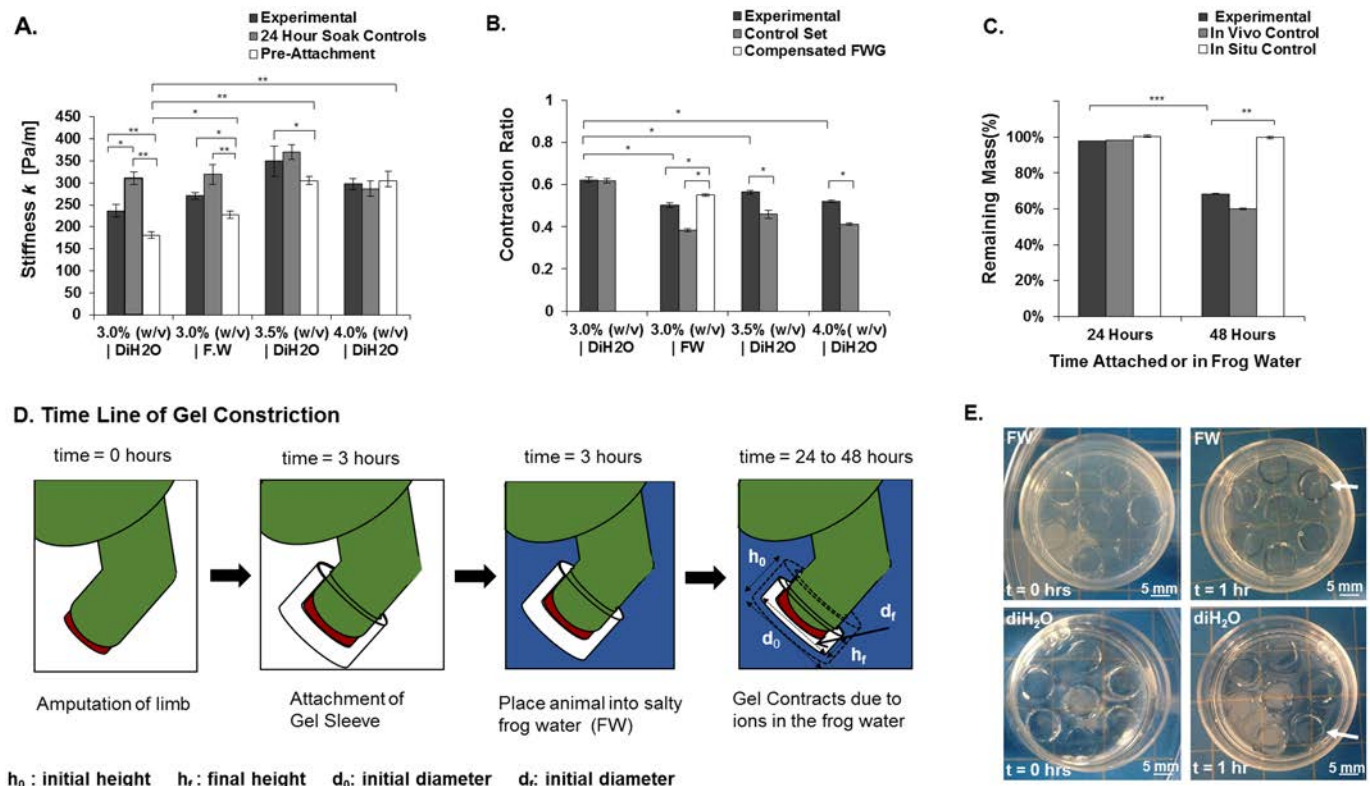 A.
Experimental
24 Hour Soak Controls
Pre-Attachment
**
**
*
**
*
**
*
**
*
Stiffness k [Pa/m]
450
400
350
300
250
200
150
100
50
0
3.0% (w/v) 3.0% (w/v) 3.5% (w/v) 4.0% (w/v)
| DiH2O | F.W | DiH2O | DiH2O
B.
Experimental
Control Set
Compensated FWG
*
*
*
*
*
*
*
Contraction Ratio
1
0.8
0.6
0.4
0.2
0
3.0% (w/v) 3.0% (w/v) 3.5% (w/v) 4.0%( w/v)
| DiH2O | FW | DiH2O | DiH2O
C.
Experimental
In Vivo Control
In Situ Control
***
**
Remaining Mass(%)
100%
80%
60%
40%
20%
0%
24 Hours 48 Hours
Time Attached or in Frog Water
D. Time Line of Gel Constriction
time = 0 hours
time = 3 hours
time = 3 hours
time = 24 to 48 hours
h₀
d₀
d_f
h_f
Amputation of limb
Attachment of
Gel Sleeve
Place animal into salty
frog water (FW)
Gel Contracts due to
ions in the frog water
h₀ : initial height h_f : final height d₀: initial diameter d_f: initial diameter
E.
FW
t = 0 hrs
5 mm
FW
t = 1 hr
5 mm
diH₂O
t = 0 hrs
5 mm
diH₂O
t = 1 hr
5 mm